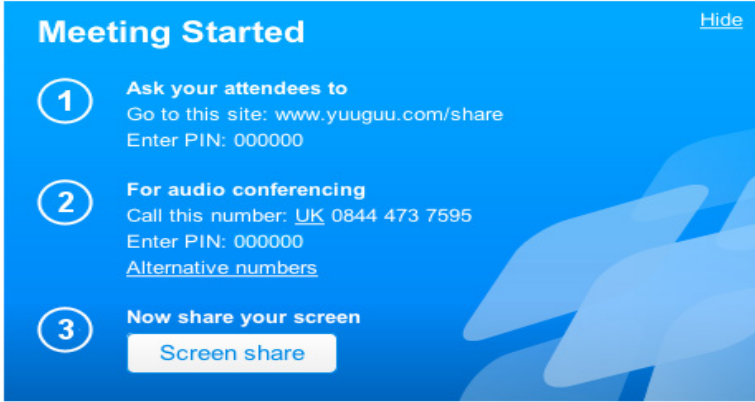 Meeting Started
Hide
1
Ask your attendees to
Go to this site: www.yuuguu.com/share
Enter PIN: 000000
2
For audio conferencing
Call this number: UK 0844 473 7595
Enter PIN: 000000
Alternative numbers
3
Now share your screen
Screen share